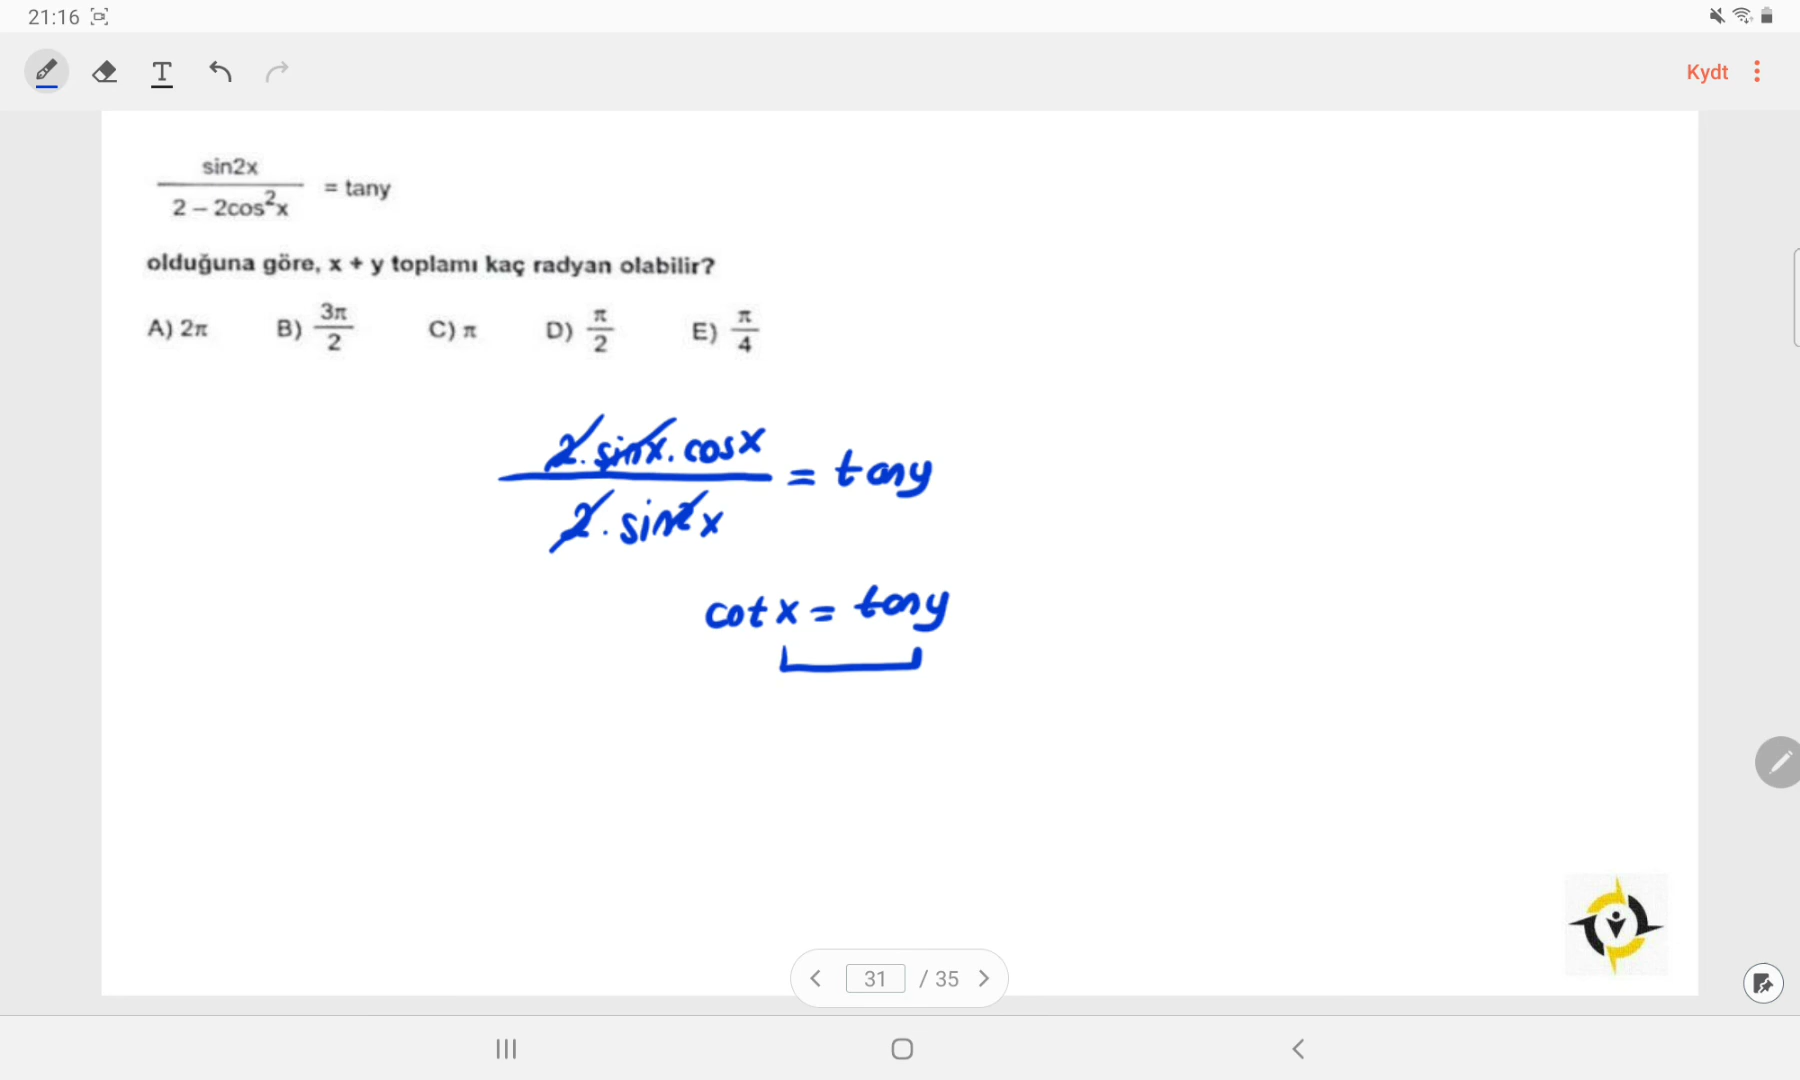 21:16
Kydt
sin2x
2 – 2cos²x
= tany
olduğuna göre, x + y toplamı kaç radyan olabilir?
A) 2π B) 3π/2 C) π D) π/2 E) π/4
2. sinx. cosx
= tany
2. sin²x
cotx = tany
31 / 35